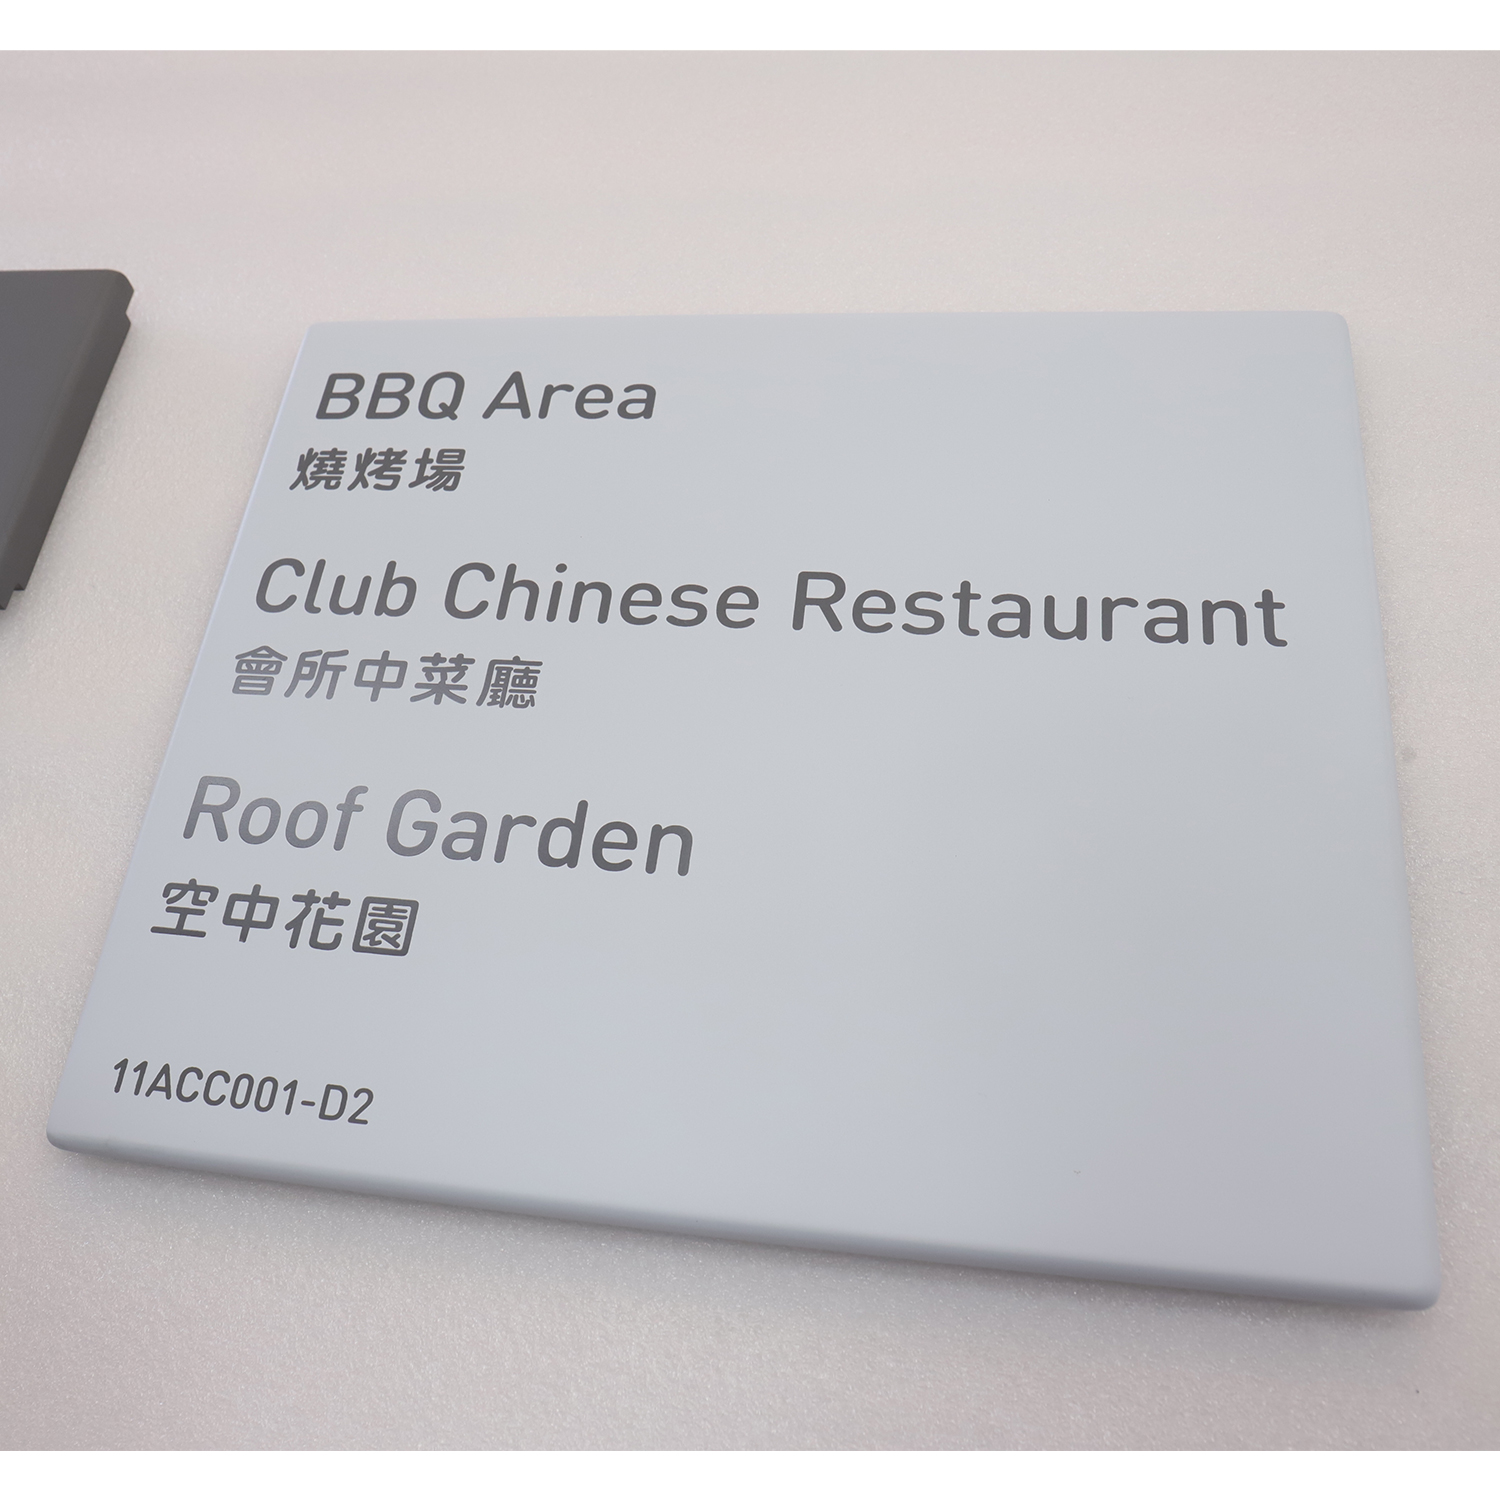 BBQ Area
燒烤場
Club Chinese Restaurant
會所中菜廳
Roof Garden
空中花園
11ACC001-D2